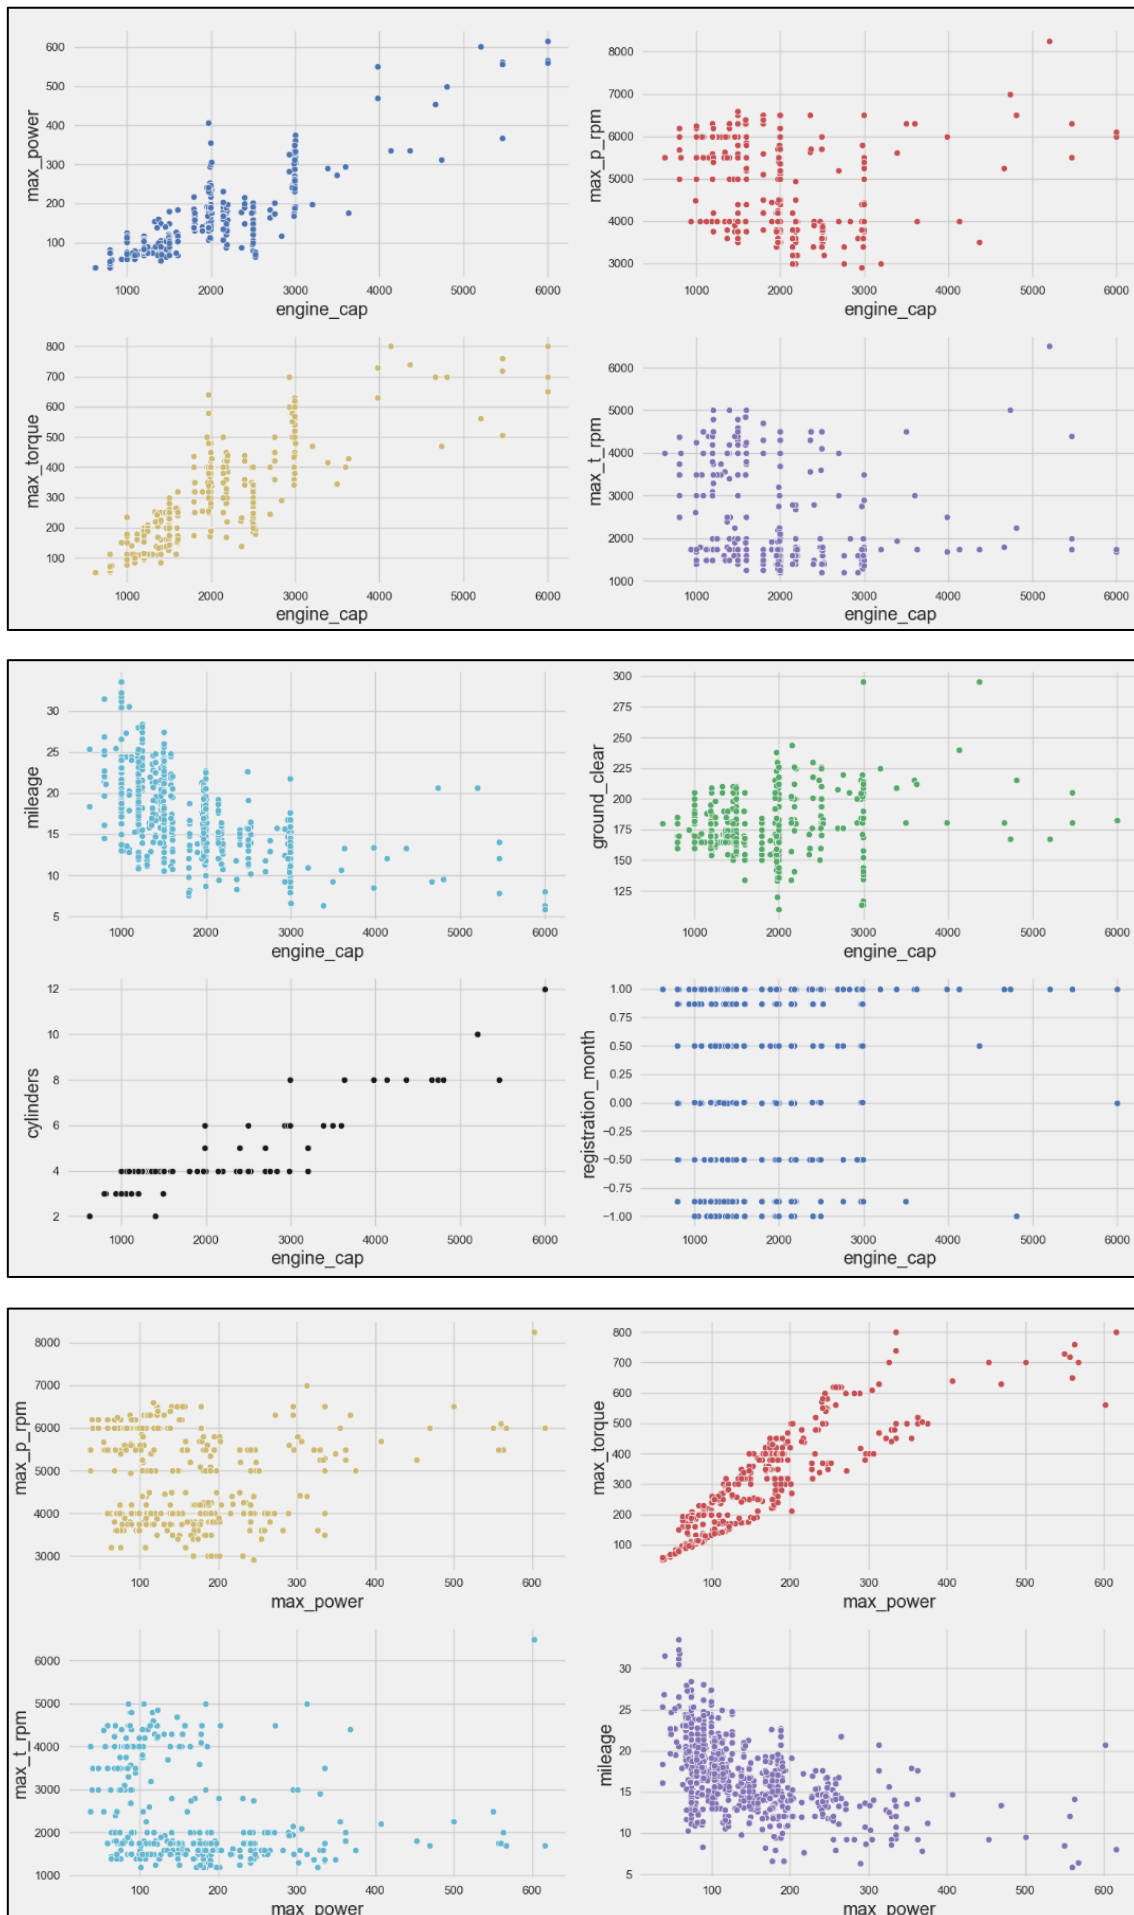 max_power
600
500
400
300
200
100
1000 2000 3000 4000 5000 6000
engine_cap
max_p_rpm
8000
7000
6000
5000
4000
3000
1000 2000 3000 4000 5000 6000
engine_cap
max_torque
800
700
600
500
400
300
200
100
1000 2000 3000 4000 5000 6000
engine_cap
max_t_rpm
6000
5000
4000
3000
2000
1000
1000 2000 3000 4000 5000 6000
engine_cap
mileage
30
25
20
15
10
5
1000 2000 3000 4000 5000 6000
engine_cap
ground_clear
300
275
250
225
200
175
150
125
1000 2000 3000 4000 5000 6000
engine_cap
cylinders
12
10
8
6
4
2
1000 2000 3000 4000 5000 6000
engine_cap
registration_month
1.00
0.75
0.50
0.25
0.00
−0.25
−0.50
−0.75
−1.00
1000 2000 3000 4000 5000 6000
engine_cap
max_p_rpm
8000
7000
6000
5000
4000
3000
100 200 300 400 500 600
max_power
max_torque
800
700
600
500
400
300
200
100
100 200 300 400 500 600
max_power
max_t_rpm
6000
5000
4000
3000
2000
1000
100 200 300 400 500 600
max_power
mileage
30
25
20
15
10
5
100 200 300 400 500 600
max_power